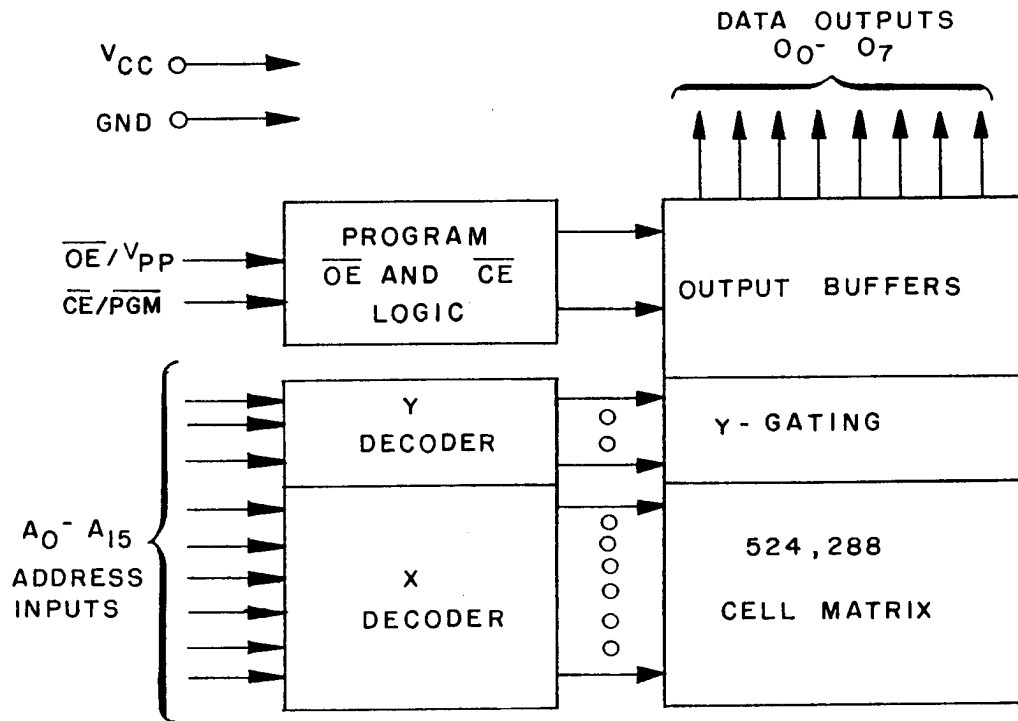 DATA OUTPUTS
O0- O7
VCC
GND
OE/VPP
CE/PGM
PROGRAM
OE AND CE
LOGIC
OUTPUT BUFFERS
Y
DECODER
Y-GATING
A0- A15
ADDRESS
INPUTS
X
DECODER
524,288
CELL MATRIX